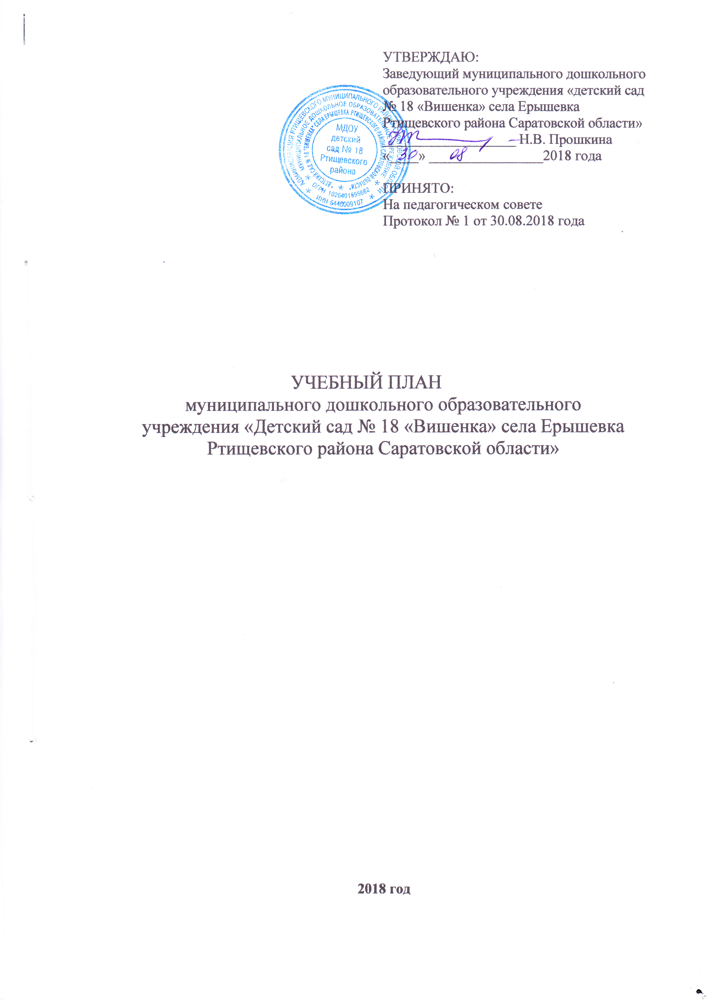 УТВЕРЖДАЮ:
Заведующий муниципального дошкольного
образовательного учреждения «детский сад
№ 18 «Вишенка» села Ерышевка
Ртищевского района Саратовской области»
Н.В. Прошкина
«30» 08 2018 года
ПРИНЯТО:
На педагогическом совете
Протокол № 1 от 30.08.2018 года
АДМИНИСТРАЦИЯ РТИЩЕВСКОГО МУНИЦИПАЛЬНОГО РАЙОНА САРАТОВСКОЙ ОБЛАСТИ
МУНИЦИПАЛЬНОЕ ДОШКОЛЬНОЕ ОБРАЗОВАТЕЛЬНОЕ УЧРЕЖДЕНИЕ
"ДЕТСКИЙ САД № 18 "ВИШЕНКА" СЕЛА ЕРЫШЕВКА РТИЩЕВСКОГО РАЙОНА САРАТОВСКОЙ ОБЛАСТИ"
ОГРН 1026401895662
ИНН 6446009107
МДОУ
детский
сад № 18
Ртищевского
района
УЧЕБНЫЙ ПЛАН
муниципального дошкольного образовательного
учреждения «Детский сад № 18 «Вишенка» села Ерышевка
Ртищевского района Саратовской области»
2018 год